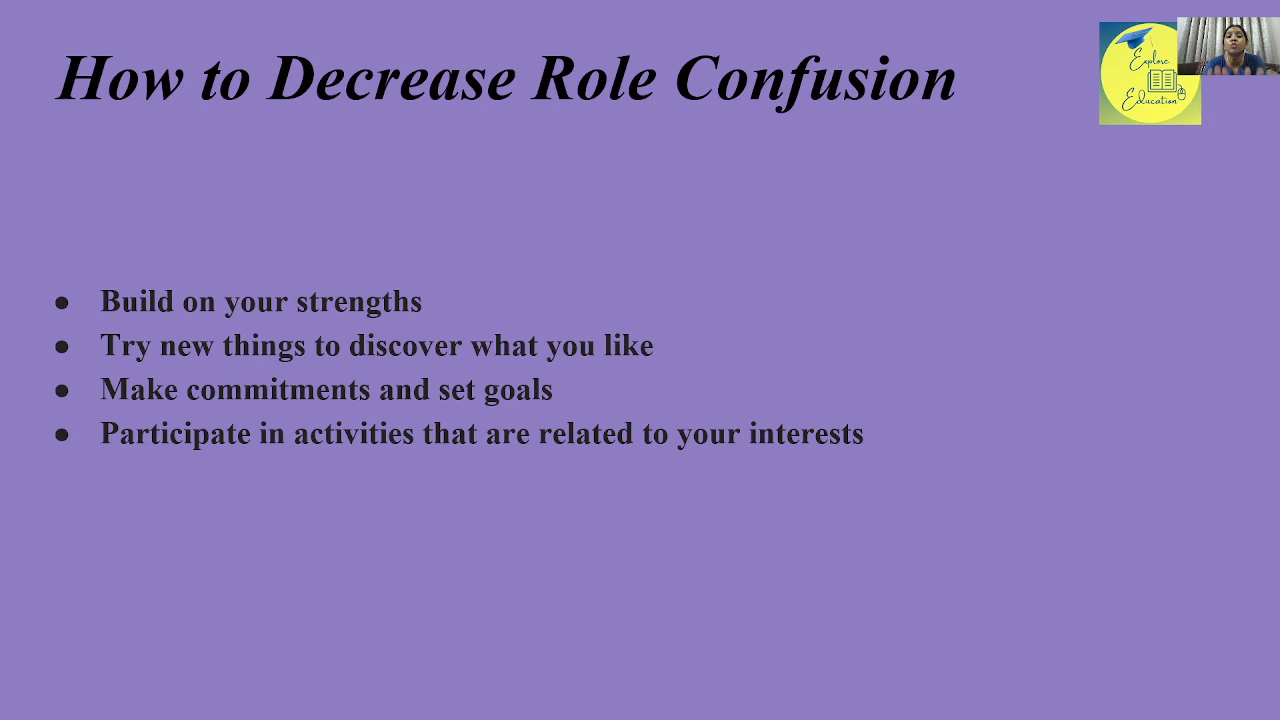 How to Decrease Role Confusion
Explore
Education
● Build on your strengths
● Try new things to discover what you like
● Make commitments and set goals
● Participate in activities that are related to your interests